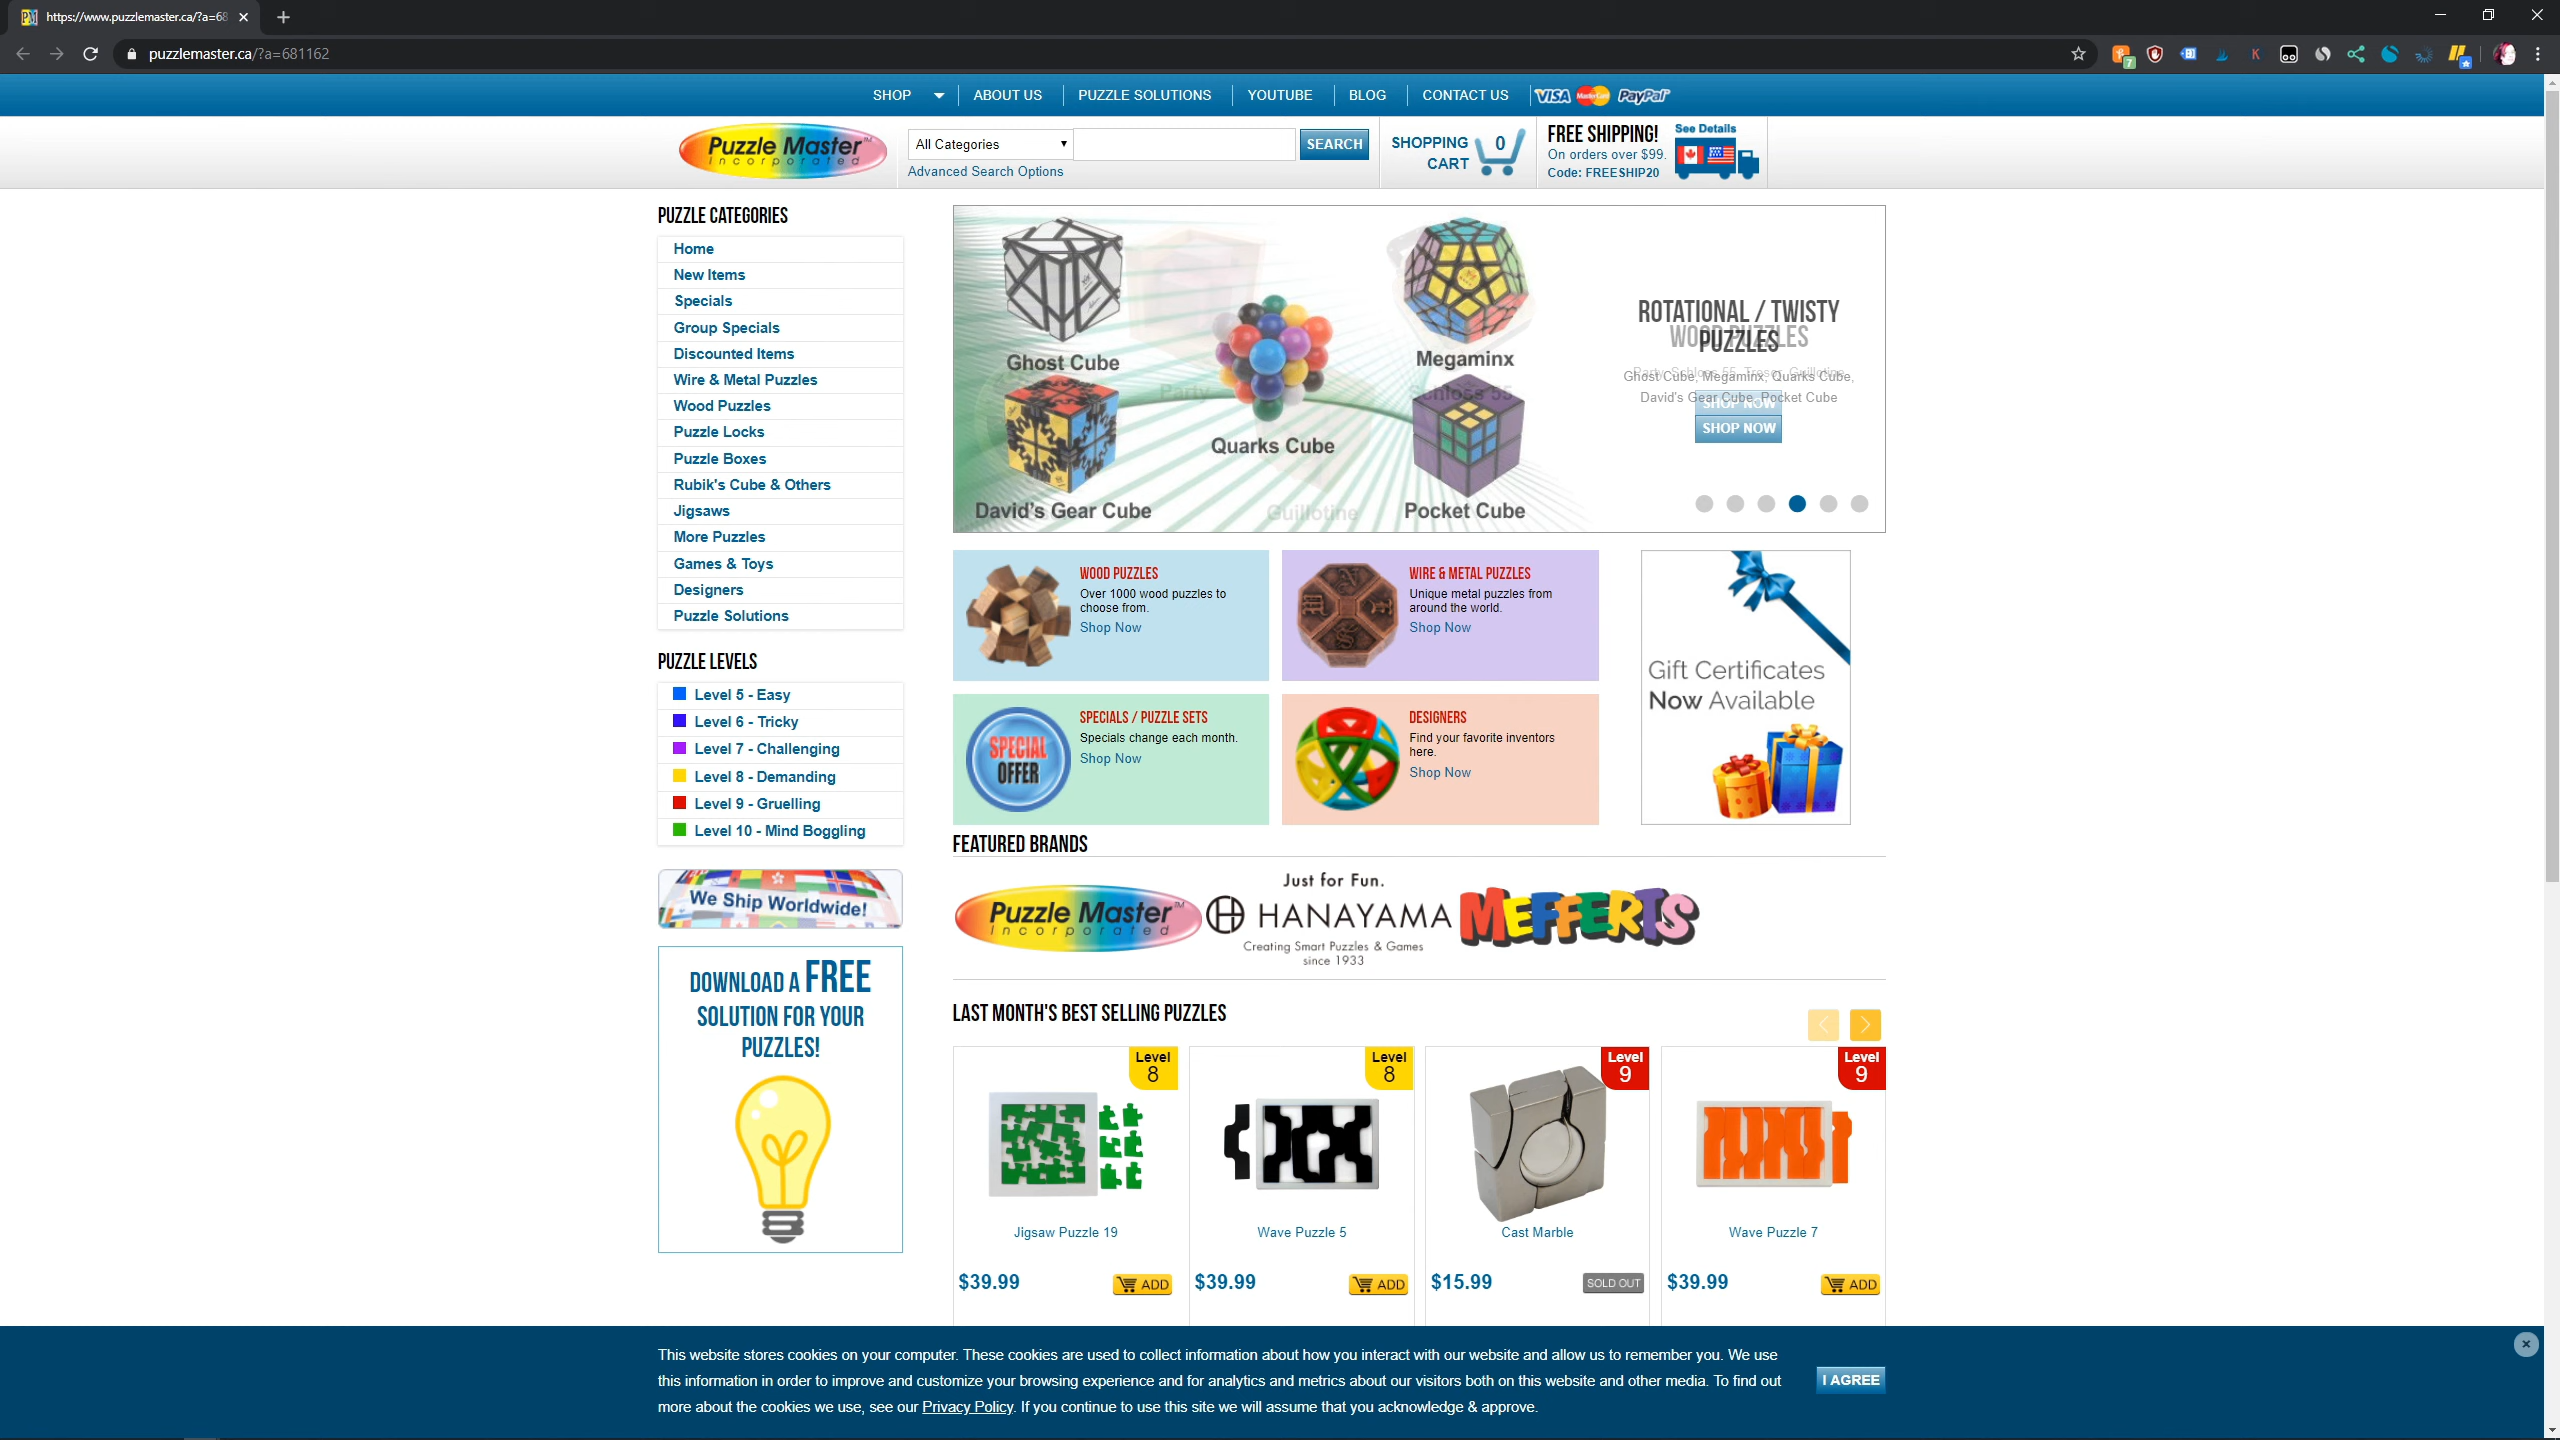 https://www.puzzlemaster.ca/?a=68
puzzlemaster.ca/?a=681162
SHOP
ABOUT US
PUZZLE SOLUTIONS
YOUTUBE
BLOG
CONTACT US
VISA
MasterCard
PayPal
Puzzle Master™
Incorporated
All Categories
SEARCH
Advanced Search Options
SHOPPING
CART
0
FREE SHIPPING!
On orders over $99.
Code: FREESHIP20
See Details
PUZZLE CATEGORIES
Home
New Items
Specials
Group Specials
Discounted Items
Wire & Metal Puzzles
Wood Puzzles
Puzzle Locks
Puzzle Boxes
Rubik's Cube & Others
Jigsaws
More Puzzles
Games & Toys
Designers
Puzzle Solutions
PUZZLE LEVELS
Level 5 - Easy
Level 6 - Tricky
Level 7 - Challenging
Level 8 - Demanding
Level 9 - Gruelling
Level 10 - Mind Boggling
We Ship Worldwide!
DOWNLOAD A FREE
SOLUTION FOR YOUR
PUZZLES!
Ghost Cube
Megaminx
Party
Schloss 55
Quarks Cube
David's Gear Cube
Guillotine
Pocket Cube
ROTATIONAL / TWISTY
WOOD PUZZLES
PUZZLES
Party, Schloss 55, Tresor, Guillotine
Ghost Cube, Megaminx, Quarks Cube,
David's Gear Cube, Pocket Cube
SHOP NOW
SHOP NOW
WOOD PUZZLES
Over 1000 wood puzzles to
choose from.
Shop Now
WIRE & METAL PUZZLES
Unique metal puzzles from
around the world.
Shop Now
SPECIAL
OFFER
SPECIALS / PUZZLE SETS
Specials change each month.
Shop Now
DESIGNERS
Find your favorite inventors
here.
Shop Now
Gift Certificates
Now Available
FEATURED BRANDS
Puzzle Master™
Incorporated
Just for Fun.
HANAYAMA
Creating Smart Puzzles & Games
since 1933
MEFFERTS
LAST MONTH'S BEST SELLING PUZZLES
Level
8
Jigsaw Puzzle 19
$39.99
ADD
Level
8
Wave Puzzle 5
$39.99
ADD
Level
9
Cast Marble
$15.99
SOLD OUT
Level
9
Wave Puzzle 7
$39.99
ADD
This website stores cookies on your computer. These cookies are used to collect information about how you interact with our website and allow us to remember you. We use
this information in order to improve and customize your browsing experience and for analytics and metrics about our visitors both on this website and other media. To find out
more about the cookies we use, see our Privacy Policy. If you continue to use this site we will assume that you acknowledge & approve.
I AGREE